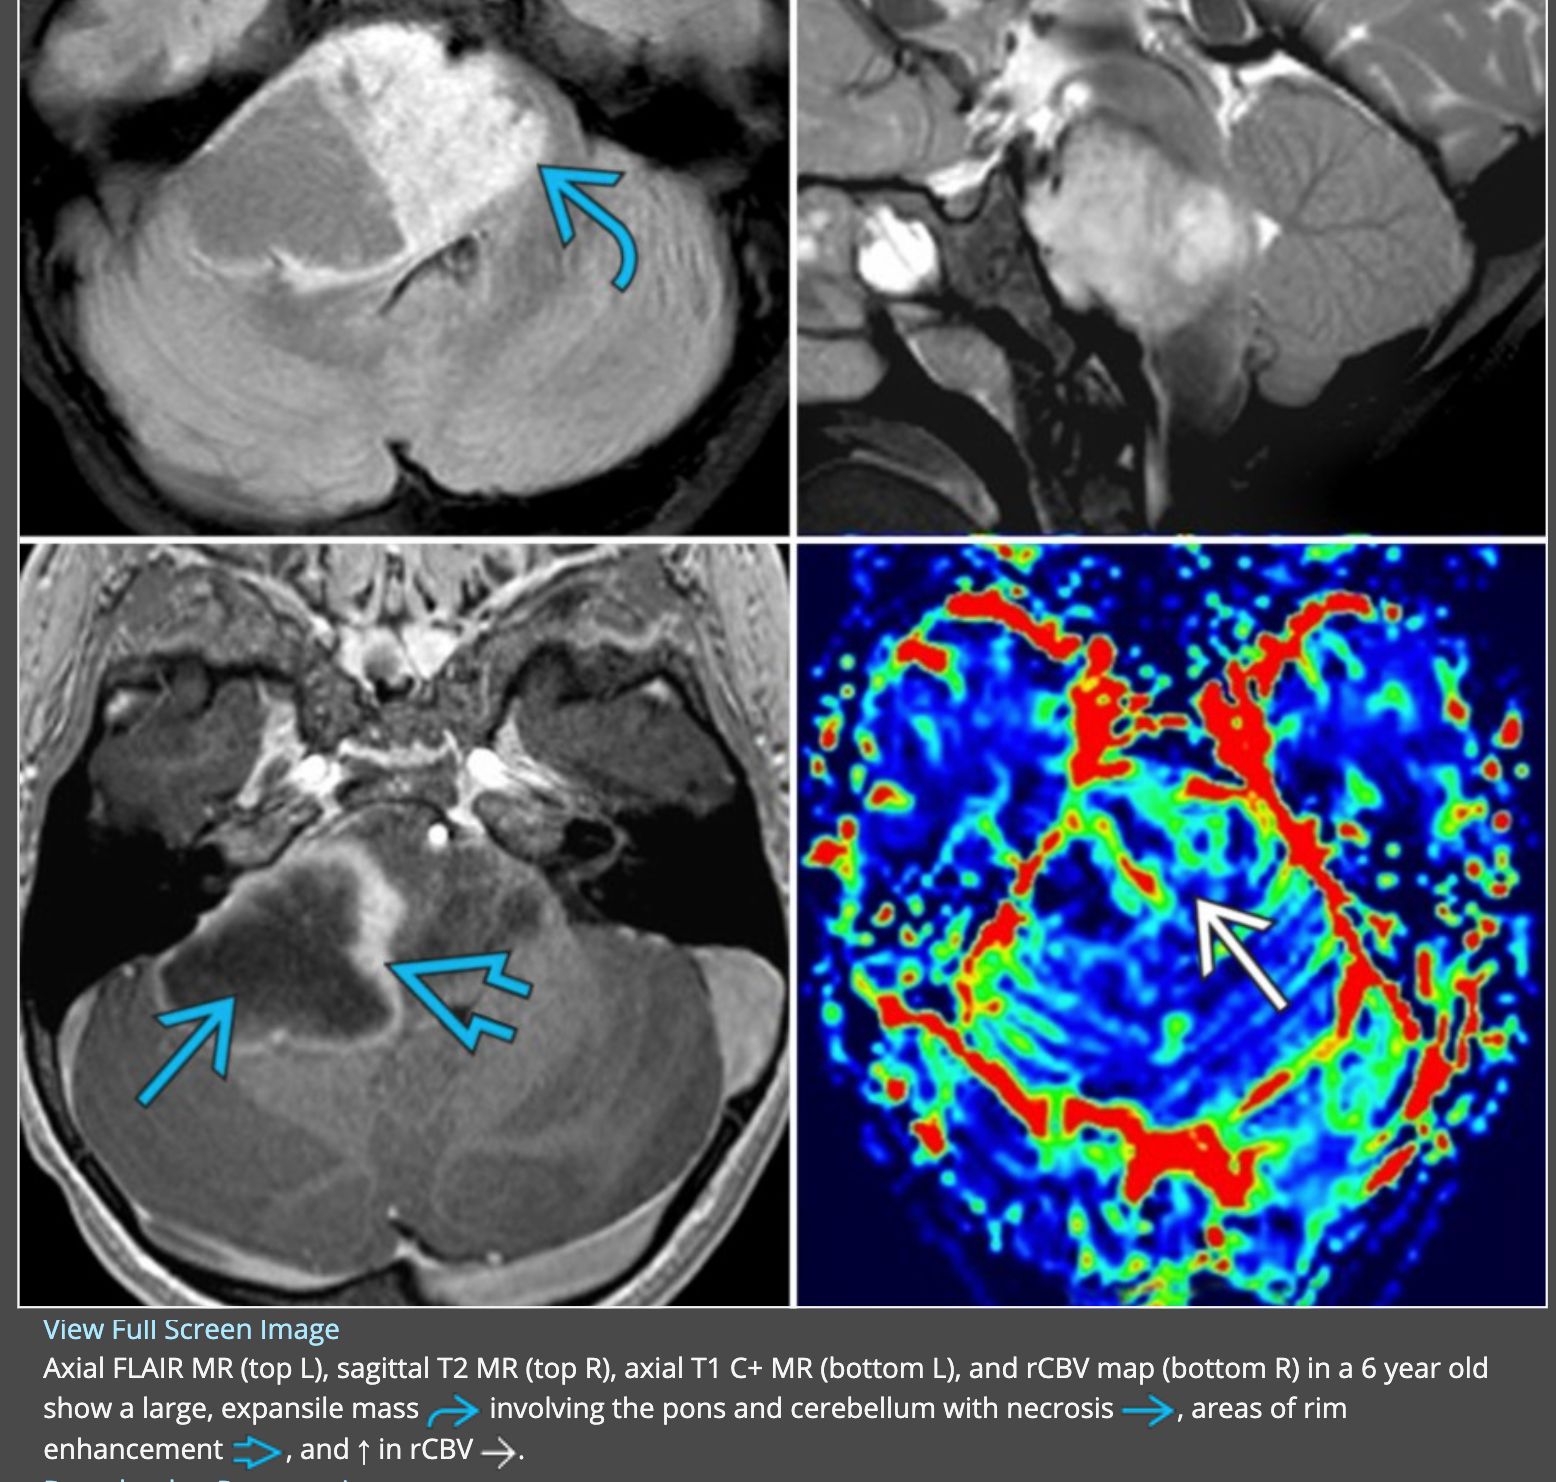 View Full Screen Image
Axial FLAIR MR (top L), sagittal T2 MR (top R), axial T1 C+ MR (bottom L), and rCBV map (bottom R) in a 6 year old
show a large, expansile mass involving the pons and cerebellum with necrosis , areas of rim
enhancement , and ↑ in rCBV .